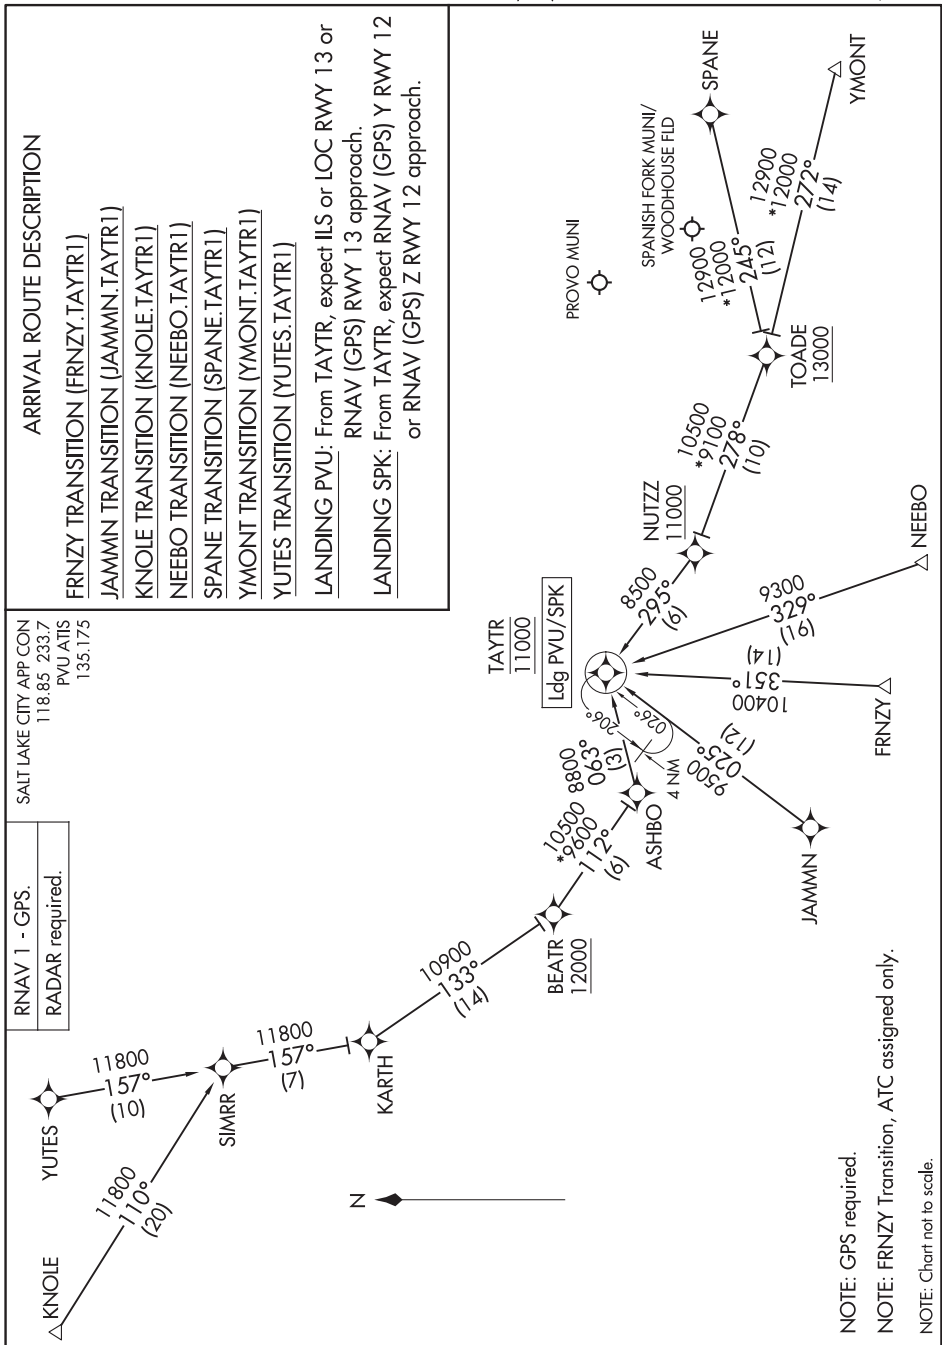 RNAV 1 - GPS.
RADAR required.
SALT LAKE CITY APP CON
118.85 233.7
PVU ATIS
135.175
ARRIVAL ROUTE DESCRIPTION
FRNZY TRANSITION (FRNZY.TAYTR1)
JAMMN TRANSITION (JAMMN.TAYTR1)
KNOLE TRANSITION (KNOLE.TAYTR1)
NEEBO TRANSITION (NEEBO.TAYTR1)
SPANE TRANSITION (SPANE.TAYTR1)
YMONT TRANSITION (YMONT.TAYTR1)
YUTES TRANSITION (YUTES.TAYTR1)
LANDING PVU: From TAYTR, expect ILS or LOC RWY 13 or
RNAV (GPS) RWY 13 approach.
LANDING SPK: From TAYTR, expect RNAV (GPS) Y RWY 12
or RNAV (GPS) Z RWY 12 approach.
KNOLE
11800
110°
(20)
YUTES
11800
157°
(10)
SIMRR
11800
157°
(7)
KARTH
10900
133°
(14)
BEATR
12000
10500
*9600
112°
(6)
ASHBO
8800
063°
(3)
TAYTR
11000
Ldg PVU/SPK
206°
026°
4 NM
JAMMN
9500
025°
(12)
FRNZY
10400
351°
(14)
NEEBO
9300
329°
(16)
8500
295°
(6)
NUTZZ
11000
10500
*9100
278°
(10)
TOADE
13000
12900
*12000
245°
(12)
SPANE
12900
*12000
272°
(14)
YMONT
PROVO MUNI
SPANISH FORK MUNI/
WOODHOUSE FLD
N
NOTE: GPS required.
NOTE: FRNZY Transition, ATC assigned only.
NOTE: Chart not to scale.